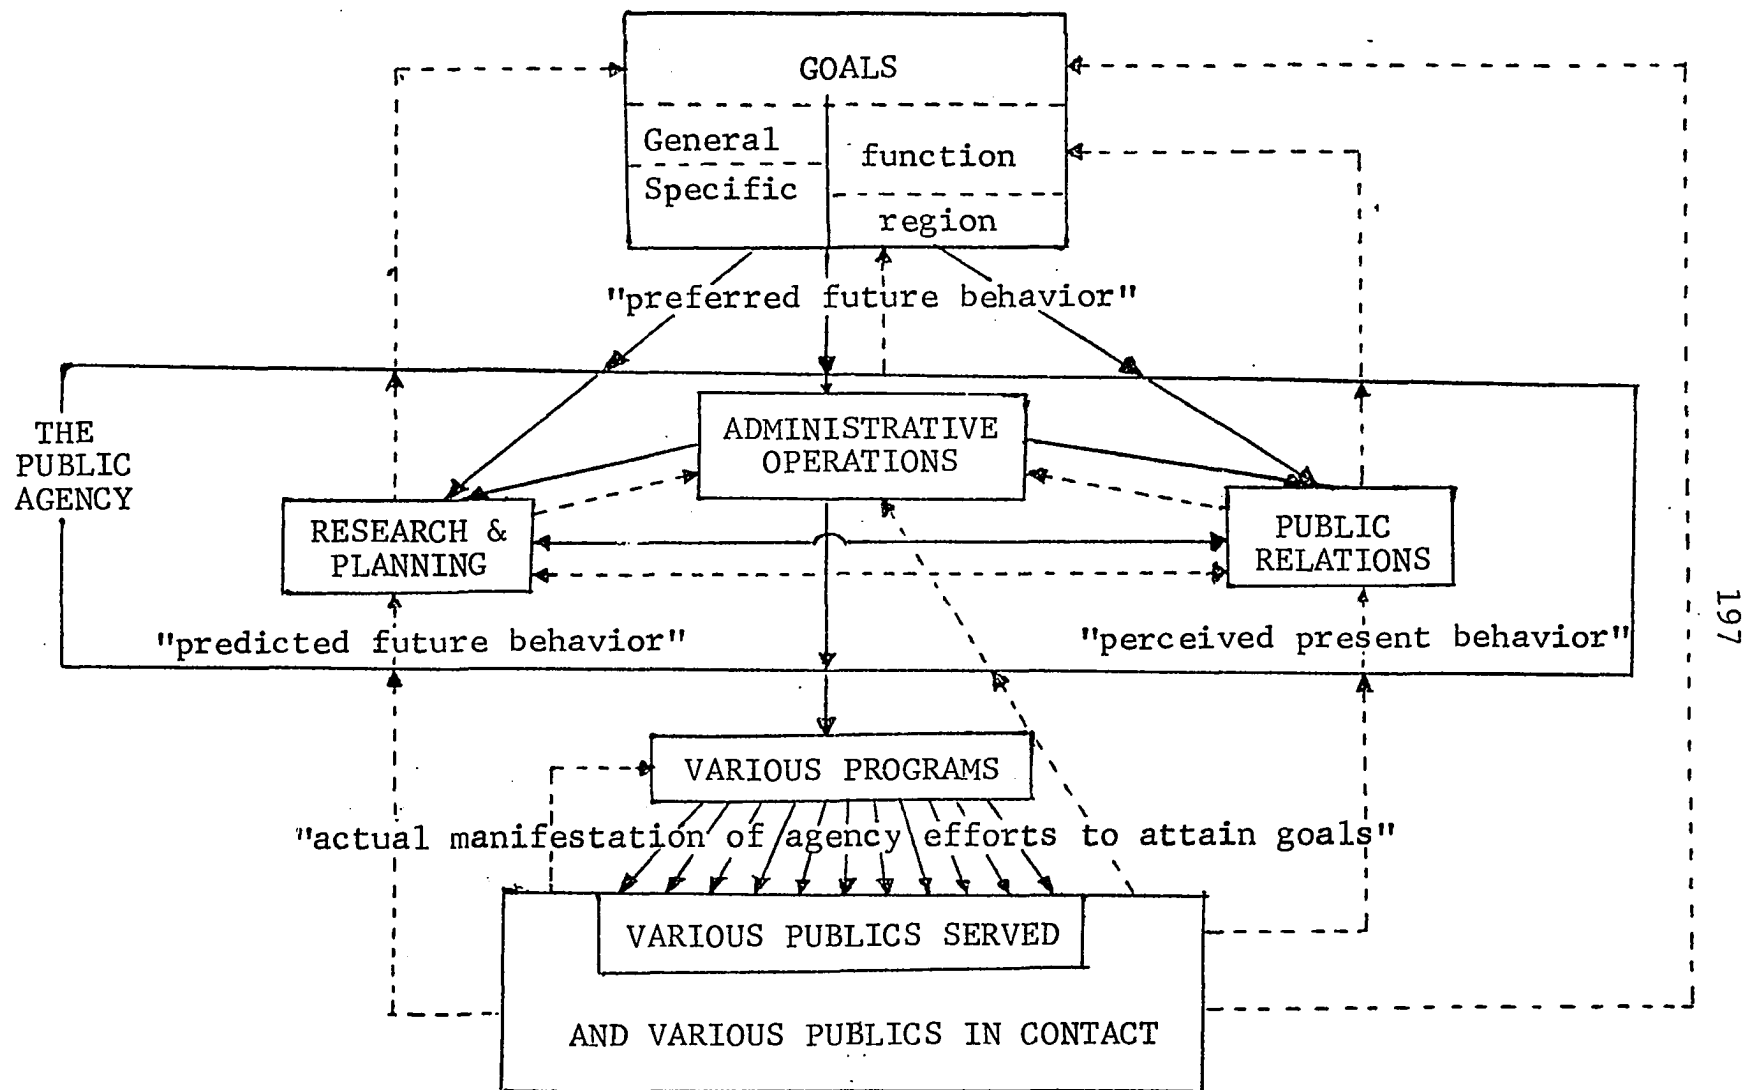 GOALS
General
function
Specific
region
"preferred future behavior"
THE
PUBLIC
AGENCY
ADMINISTRATIVE
OPERATIONS
RESEARCH &
PLANNING
PUBLIC
RELATIONS
"predicted future behavior"
"perceived present behavior"
197
VARIOUS PROGRAMS
"actual manifestation of agency efforts to attain goals"
VARIOUS PUBLICS SERVED
AND VARIOUS PUBLICS IN CONTACT